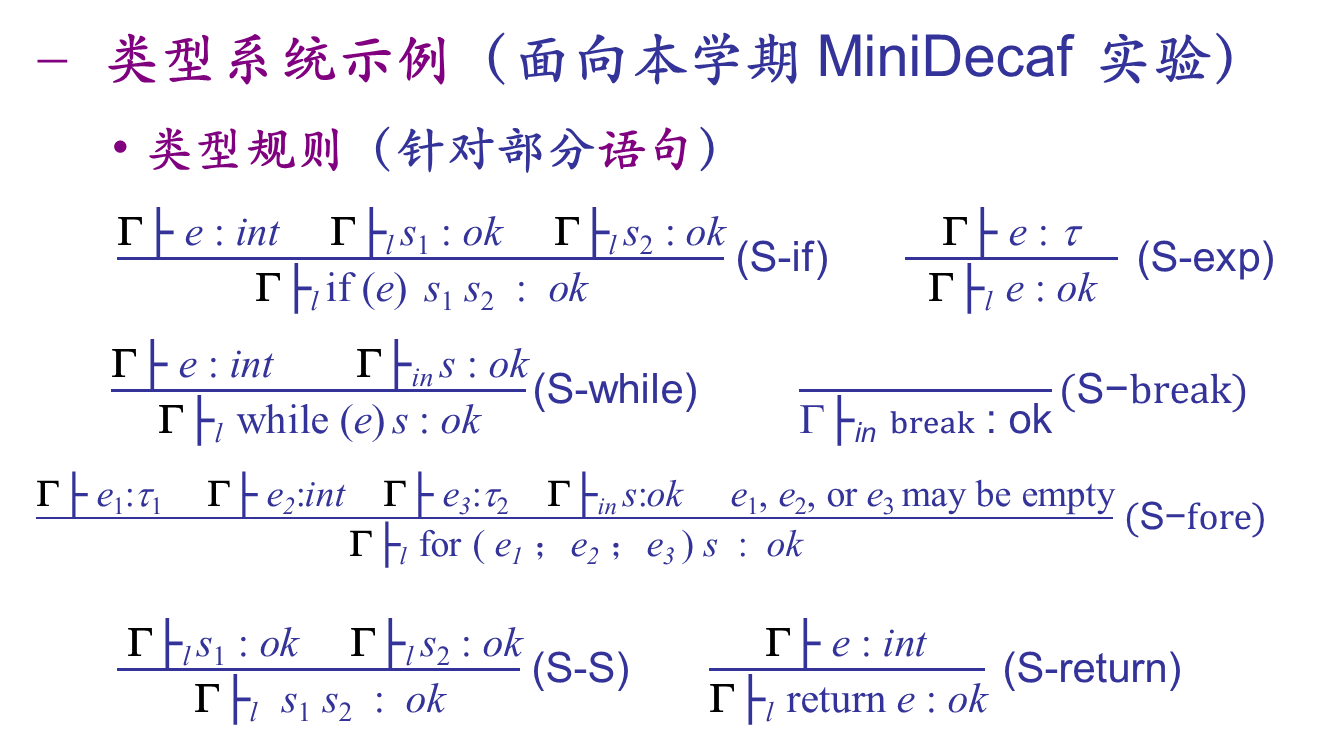 – 类型系统示例（面向本学期 MiniDecaf 实验）
• 类型规则（针对部分语句）
Γ ├ e : int Γ ├l s1 : ok Γ ├l s2 : ok (S-if) Γ ├ e : τ (S-exp)
Γ ├l if (e) s1 s2 : ok Γ ├l e : ok
Γ ├ e : int Γ ├in s : ok (S-while) (S−break)
Γ ├l while (e) s : ok Γ ├in break : ok
Γ ├ e1:τ1 Γ ├ e2:int Γ ├ e3:τ2 Γ ├in s:ok e1, e2, or e3 may be empty (S−fore)
Γ ├l for ( e1 ; e2 ; e3 ) s : ok
Γ ├l s1 : ok Γ ├l s2 : ok (S-S) Γ ├ e : int (S-return)
Γ ├l s1 s2 : ok Γ ├l return e : ok